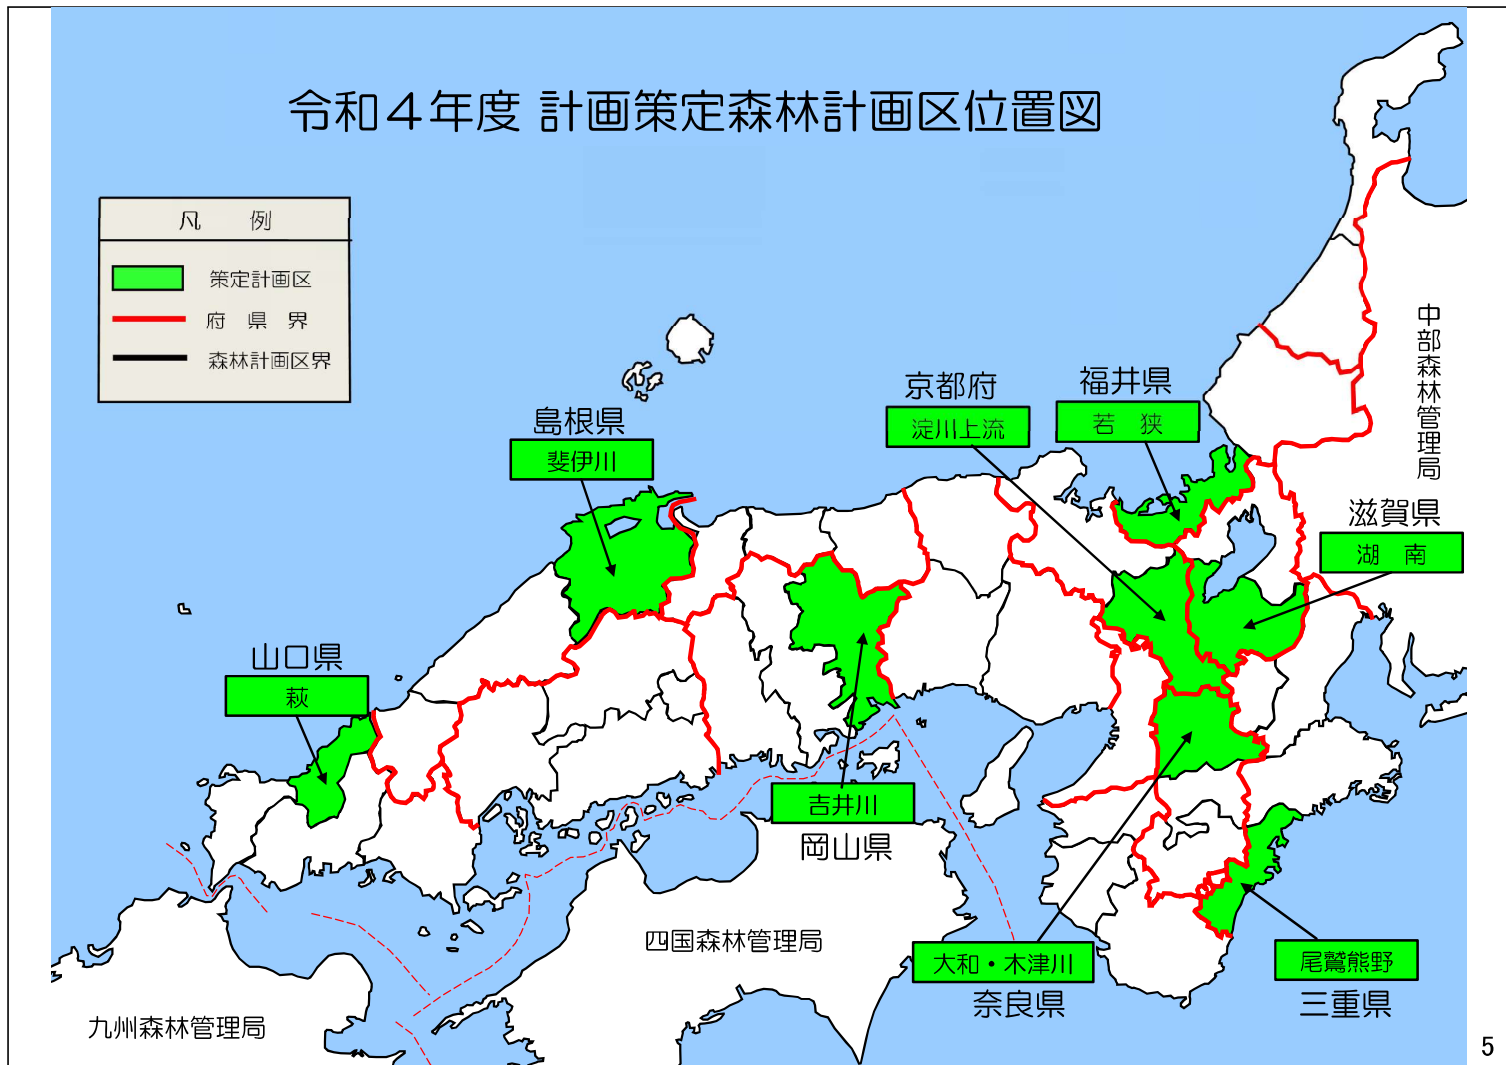 令和４年度 計画策定森林計画区位置図
凡　例
策定計画区
府　県　界
森林計画区界
中部森林管理局
京都府
淀川上流
福井県
若　狭
島根県
斐伊川
滋賀県
湖　南
山口県
萩
吉井川
岡山県
四国森林管理局
大和・木津川
奈良県
尾鷲熊野
三重県
九州森林管理局
5